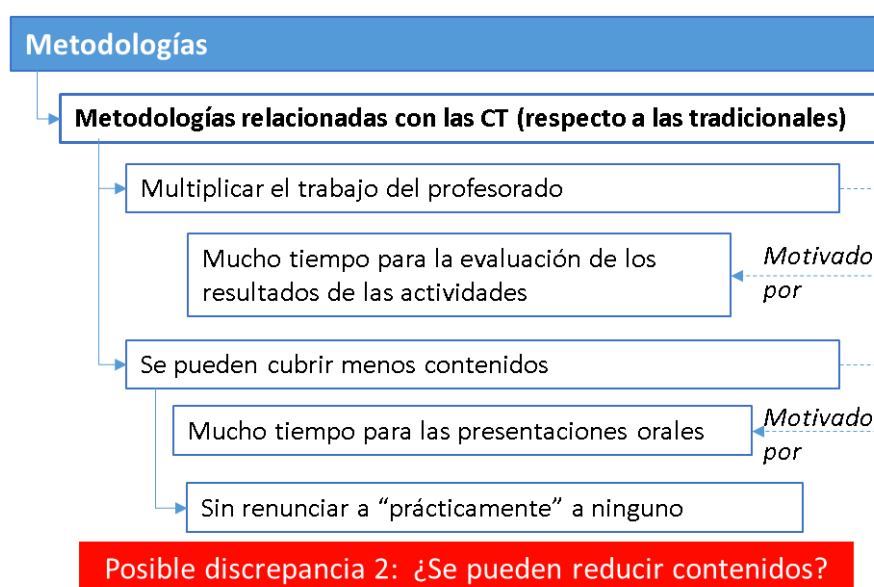 Metodologías
Metodologías relacionadas con las CT (respecto a las tradicionales)
Multiplicar el trabajo del profesorado
Mucho tiempo para la evaluación de los
resultados de las actividades
Motivado
por
Se pueden cubrir menos contenidos
Mucho tiempo para las presentaciones orales
Motivado
por
Sin renunciar a “prácticamente” a ninguno
Posible discrepancia 2: ¿Se pueden reducir contenidos?